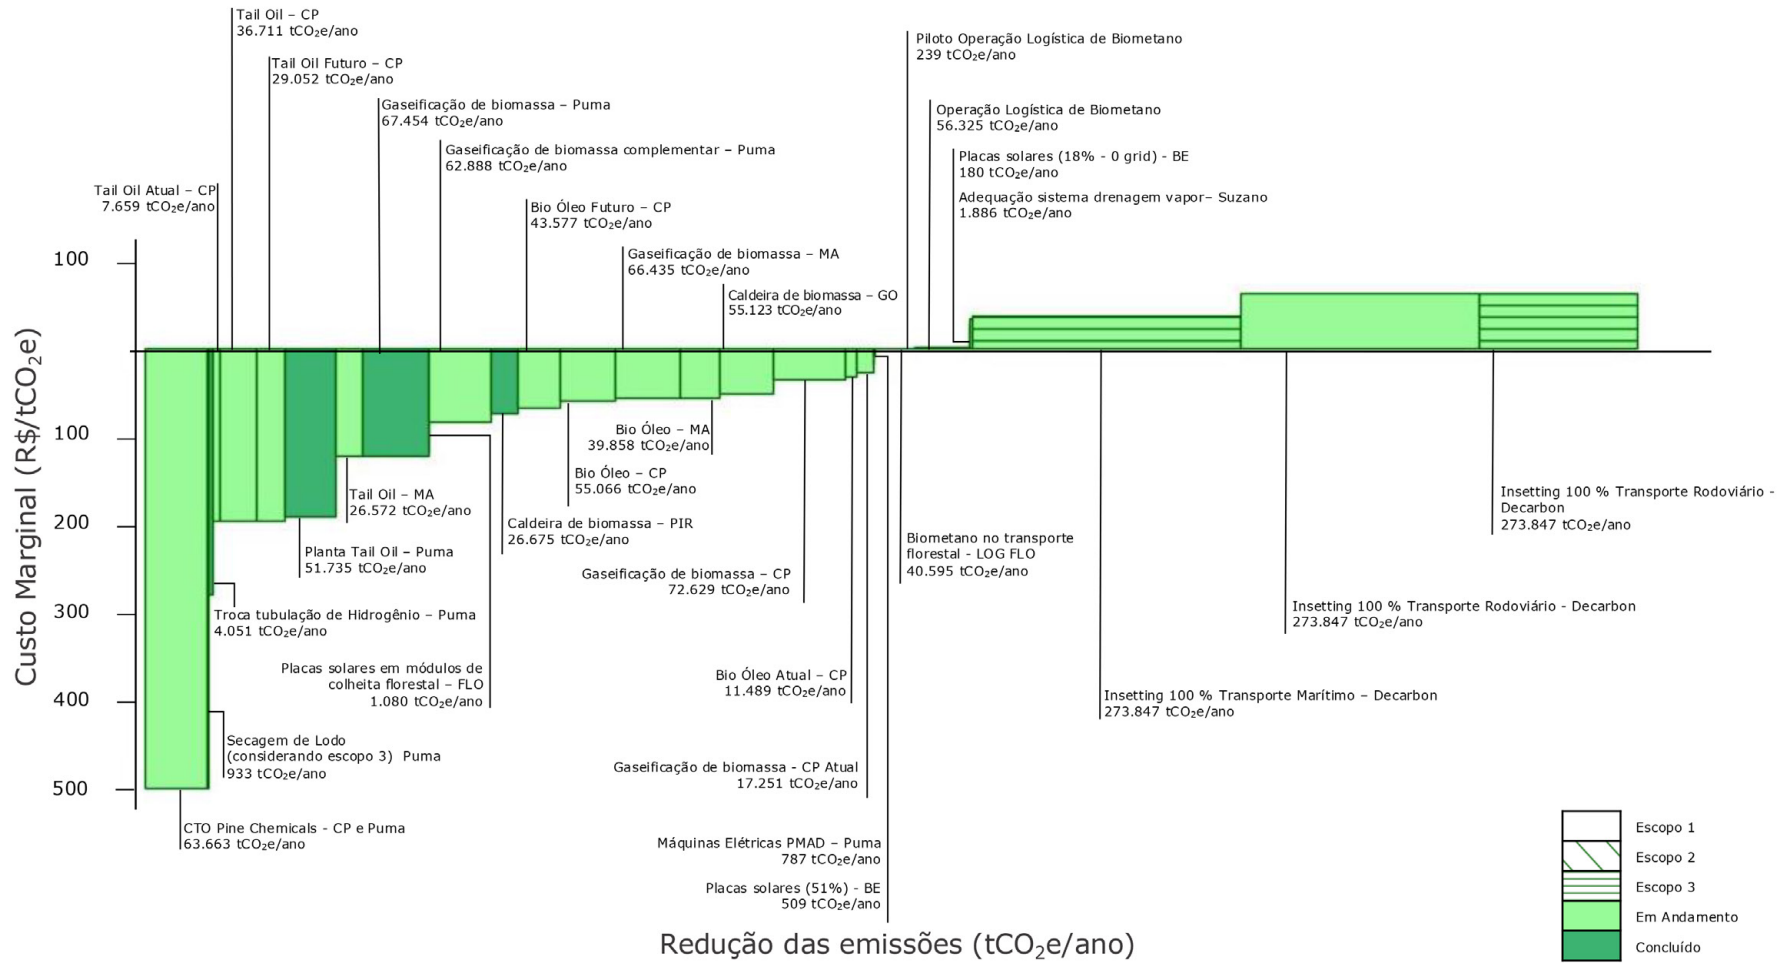 Tail Oil – CP
36.711 tCO₂e/ano
Tail Oil Futuro – CP
29.052 tCO₂e/ano
Gaseificação de biomassa – Puma
67.454 tCO₂e/ano
Gaseificação de biomassa complementar – Puma
62.888 tCO₂e/ano
Tail Oil Atual – CP
7.659 tCO₂e/ano
Bio Óleo Futuro – CP
43.577 tCO₂e/ano
Gaseificação de biomassa – MA
66.435 tCO₂e/ano
Caldeira de biomassa – GO
55.123 tCO₂e/ano
Piloto Operação Logística de Biometano
239 tCO₂e/ano
Operação Logística de Biometano
56.325 tCO₂e/ano
Placas solares (18% - 0 grid) - BE
180 tCO₂e/ano
Adequação sistema drenagem vapor– Suzano
1.886 tCO₂e/ano
Custo Marginal (R$/tCO₂e)
100
100
200
300
400
500
Bio Óleo – MA
39.858 tCO₂e/ano
Bio Óleo – CP
55.066 tCO₂e/ano
Tail Oil – MA
26.572 tCO₂e/ano
Caldeira de biomassa – PIR
26.675 tCO₂e/ano
Planta Tail Oil – Puma
51.735 tCO₂e/ano
Gaseificação de biomassa – CP
72.629 tCO₂e/ano
Troca tubulação de Hidrogênio – Puma
4.051 tCO₂e/ano
Placas solares em módulos de
colheita florestal – FLO
1.080 tCO₂e/ano
Bio Óleo Atual – CP
11.489 tCO₂e/ano
Secagem de Lodo
(considerando escopo 3) Puma
933 tCO₂e/ano
Gaseificação de biomassa - CP Atual
17.251 tCO₂e/ano
CTO Pine Chemicals - CP e Puma
63.663 tCO₂e/ano
Máquinas Elétricas PMAD – Puma
787 tCO₂e/ano
Placas solares (51%) - BE
509 tCO₂e/ano
Biometano no transporte
florestal - LOG FLO
40.595 tCO₂e/ano
Insetting 100 % Transporte Rodoviário -
Decarbon
273.847 tCO₂e/ano
Insetting 100 % Transporte Rodoviário - Decarbon
273.847 tCO₂e/ano
Insetting 100 % Transporte Marítimo – Decarbon
273.847 tCO₂e/ano
Redução das emissões (tCO₂e/ano)
Escopo 1
Escopo 2
Escopo 3
Em Andamento
Concluído